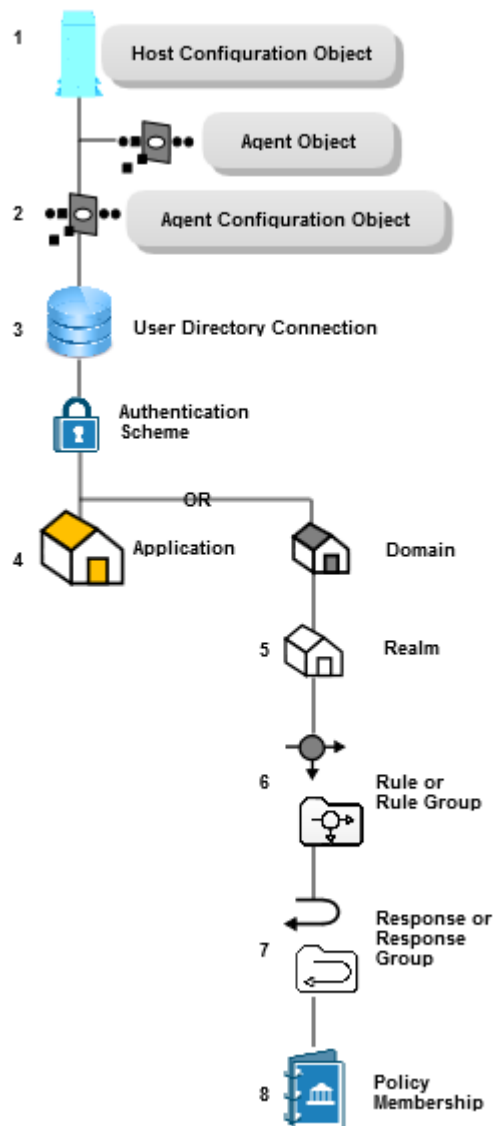 1
Host Configuration Object
Agent Object
2
Agent Configuration Object
3
User Directory Connection
Authentication
Scheme
OR
4
Application
Domain
5
Realm
6
Rule or
Rule Group
Response or
7
Response
Group
8
Policy
Membership